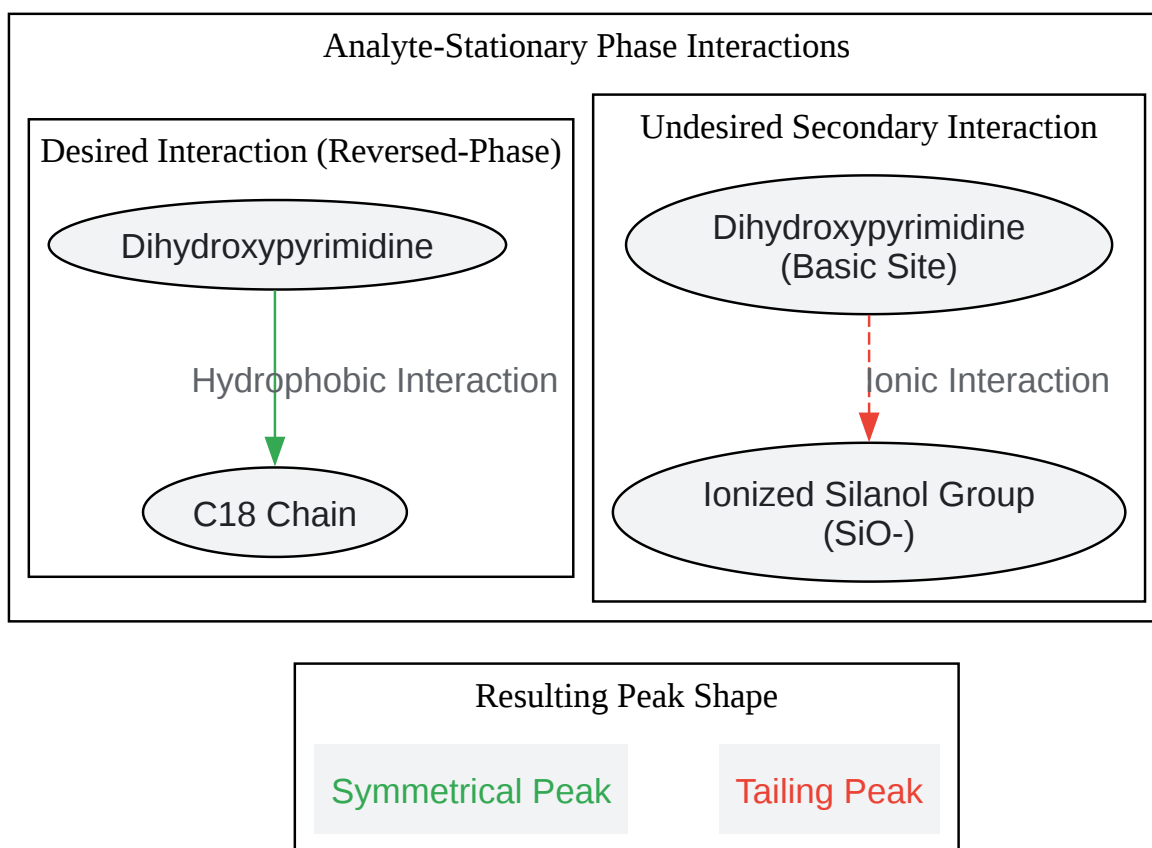 Analyte-Stationary Phase Interactions
Desired Interaction (Reversed-Phase)
Dihydroxypyrimidine
Hydrophobic Interaction
C18 Chain
Undesired Secondary Interaction
Dihydroxypyrimidine
(Basic Site)
Ionic Interaction
Ionized Silanol Group
(SiO-)
Resulting Peak Shape
Symmetrical Peak
Tailing Peak